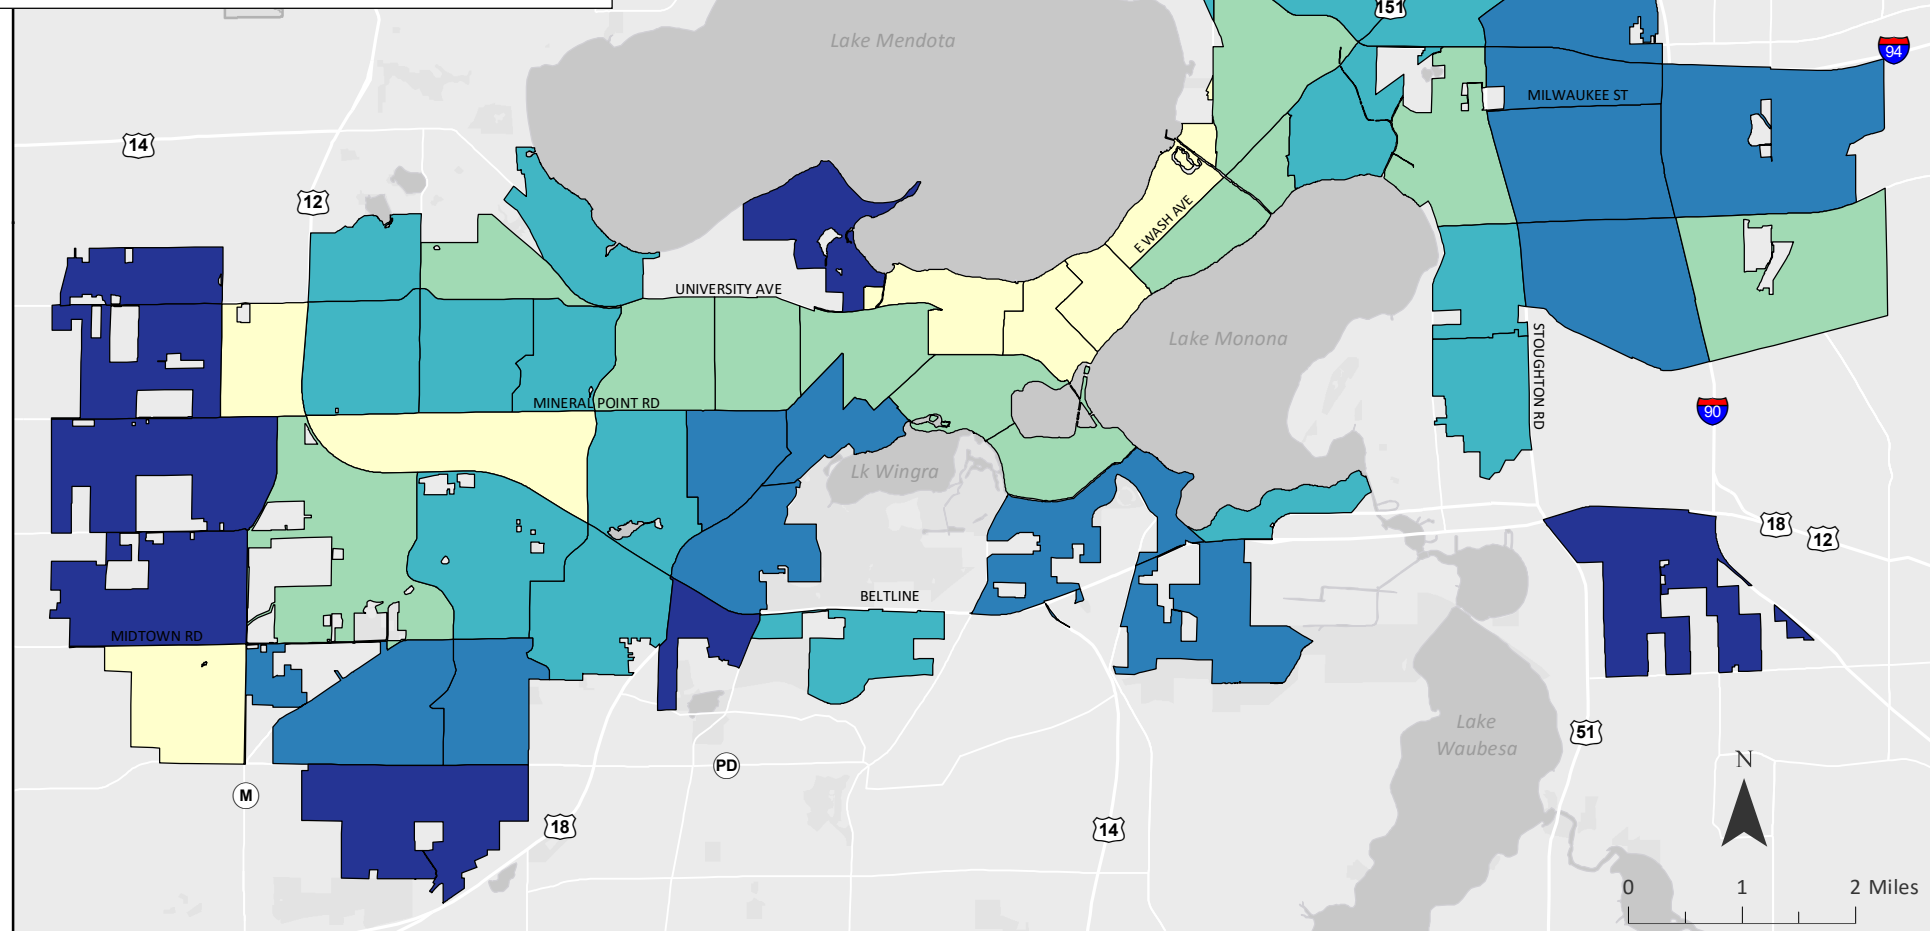 151
Lake Mendota
94
MILWAUKEE ST
14
12
E WASH AVE
UNIVERSITY AVE
Lake Monona
STOUGHTON RD
MINERAL POINT RD
90
Lk Wingra
18
12
BELTLINE
MIDTOWN RD
Lake
Waubesa
51
PD
N
M
18
14
0 1 2 Miles